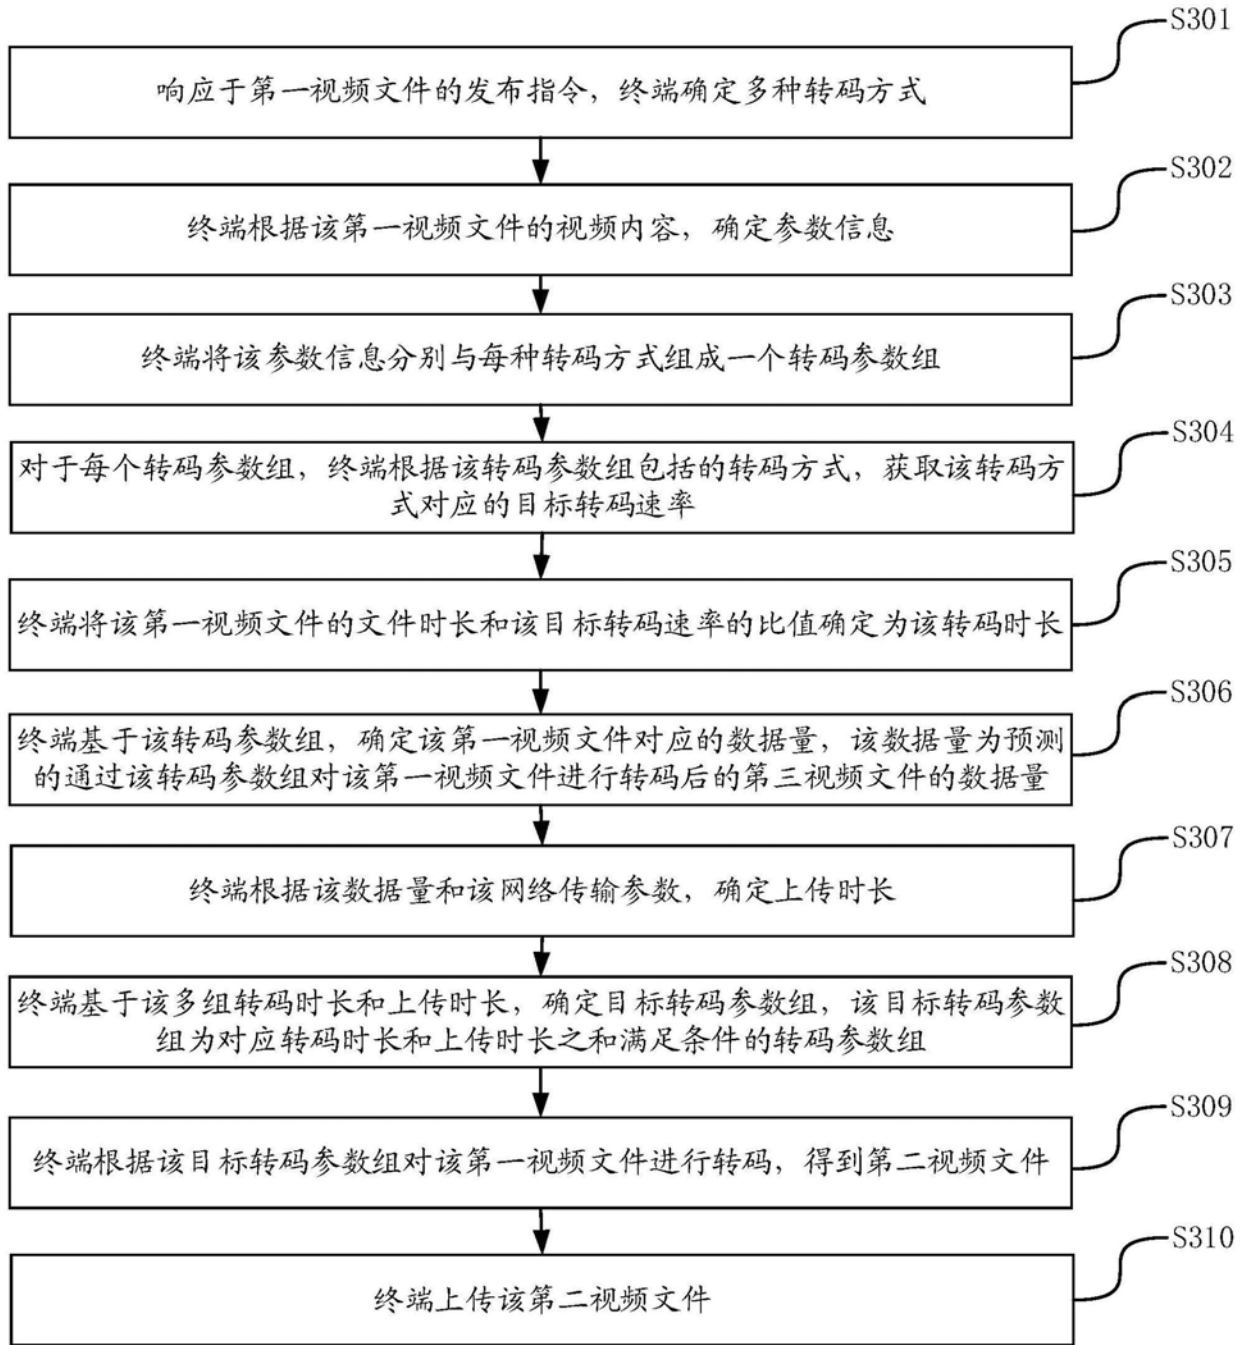 S301
响应于第一视频文件的发布指令，终端确定多种转码方式
S302
终端根据该第一视频文件的视频内容，确定参数信息
S303
终端将该参数信息分别与每种转码方式组成一个转码参数组
S304
对于每个转码参数组，终端根据该转码参数组包括的转码方式，获取该转码方
式对应的目标转码速率
S305
终端将该第一视频文件的文件时长和该目标转码速率的比值确定为该转码时长
S306
终端基于该转码参数组，确定该第一视频文件对应的数据量，该数据量为预测
的通过该转码参数组对该第一视频文件进行转码后的第三视频文件的数据量
S307
终端根据该数据量和该网络传输参数，确定上传时长
S308
终端基于该多组转码时长和上传时长，确定目标转码参数组，该目标转码参数
组为对应转码时长和上传时长之和满足条件的转码参数组
S309
终端根据该目标转码参数组对该第一视频文件进行转码，得到第二视频文件
S310
终端上传该第二视频文件